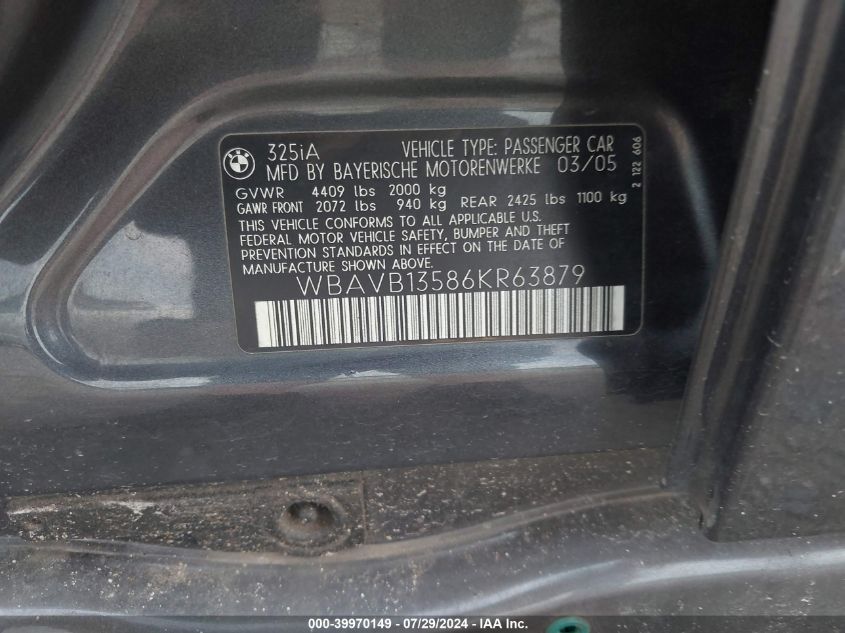 325iA VEHICLE TYPE: PASSENGER CAR
MFD BY BAYERISCHE MOTORENWERKE 03/05
GVWR 4409 lbs 2000 kg
GAWR FRONT 2072 lbs 940 kg REAR 2425 lbs 1100 kg
THIS VEHICLE CONFORMS TO ALL APPLICABLE U.S.
FEDERAL MOTOR VEHICLE SAFETY, BUMPER AND THEFT
PREVENTION STANDARDS IN EFFECT ON THE DATE OF
MANUFACTURE SHOWN ABOVE.
WBAVB13586KR63879
2 122 606
000-39970149 - 07/29/2024 - IAA Inc.